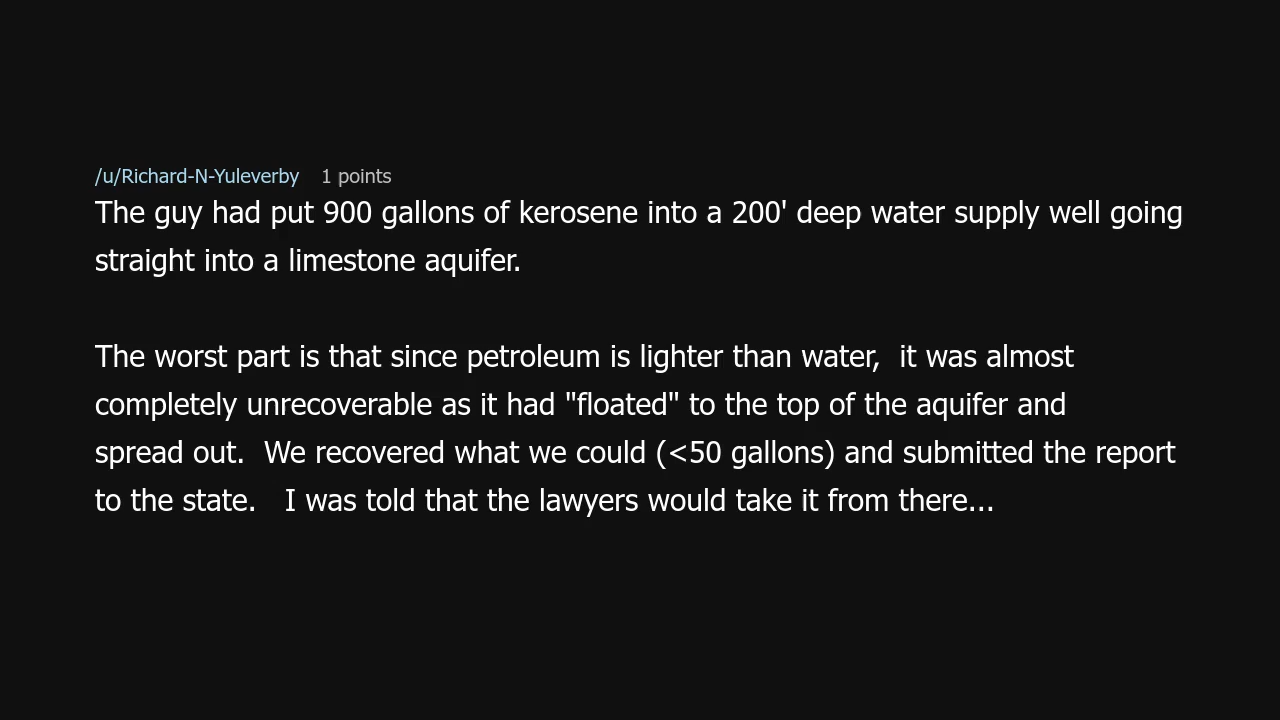 /u/Richard-N-Yuleverby 1 points
The guy had put 900 gallons of kerosene into a 200' deep water supply well going
straight into a limestone aquifer.
The worst part is that since petroleum is lighter than water,  it was almost
completely unrecoverable as it had "floated" to the top of the aquifer and
spread out.  We recovered what we could (<50 gallons) and submitted the report
to the state.   I was told that the lawyers would take it from there...